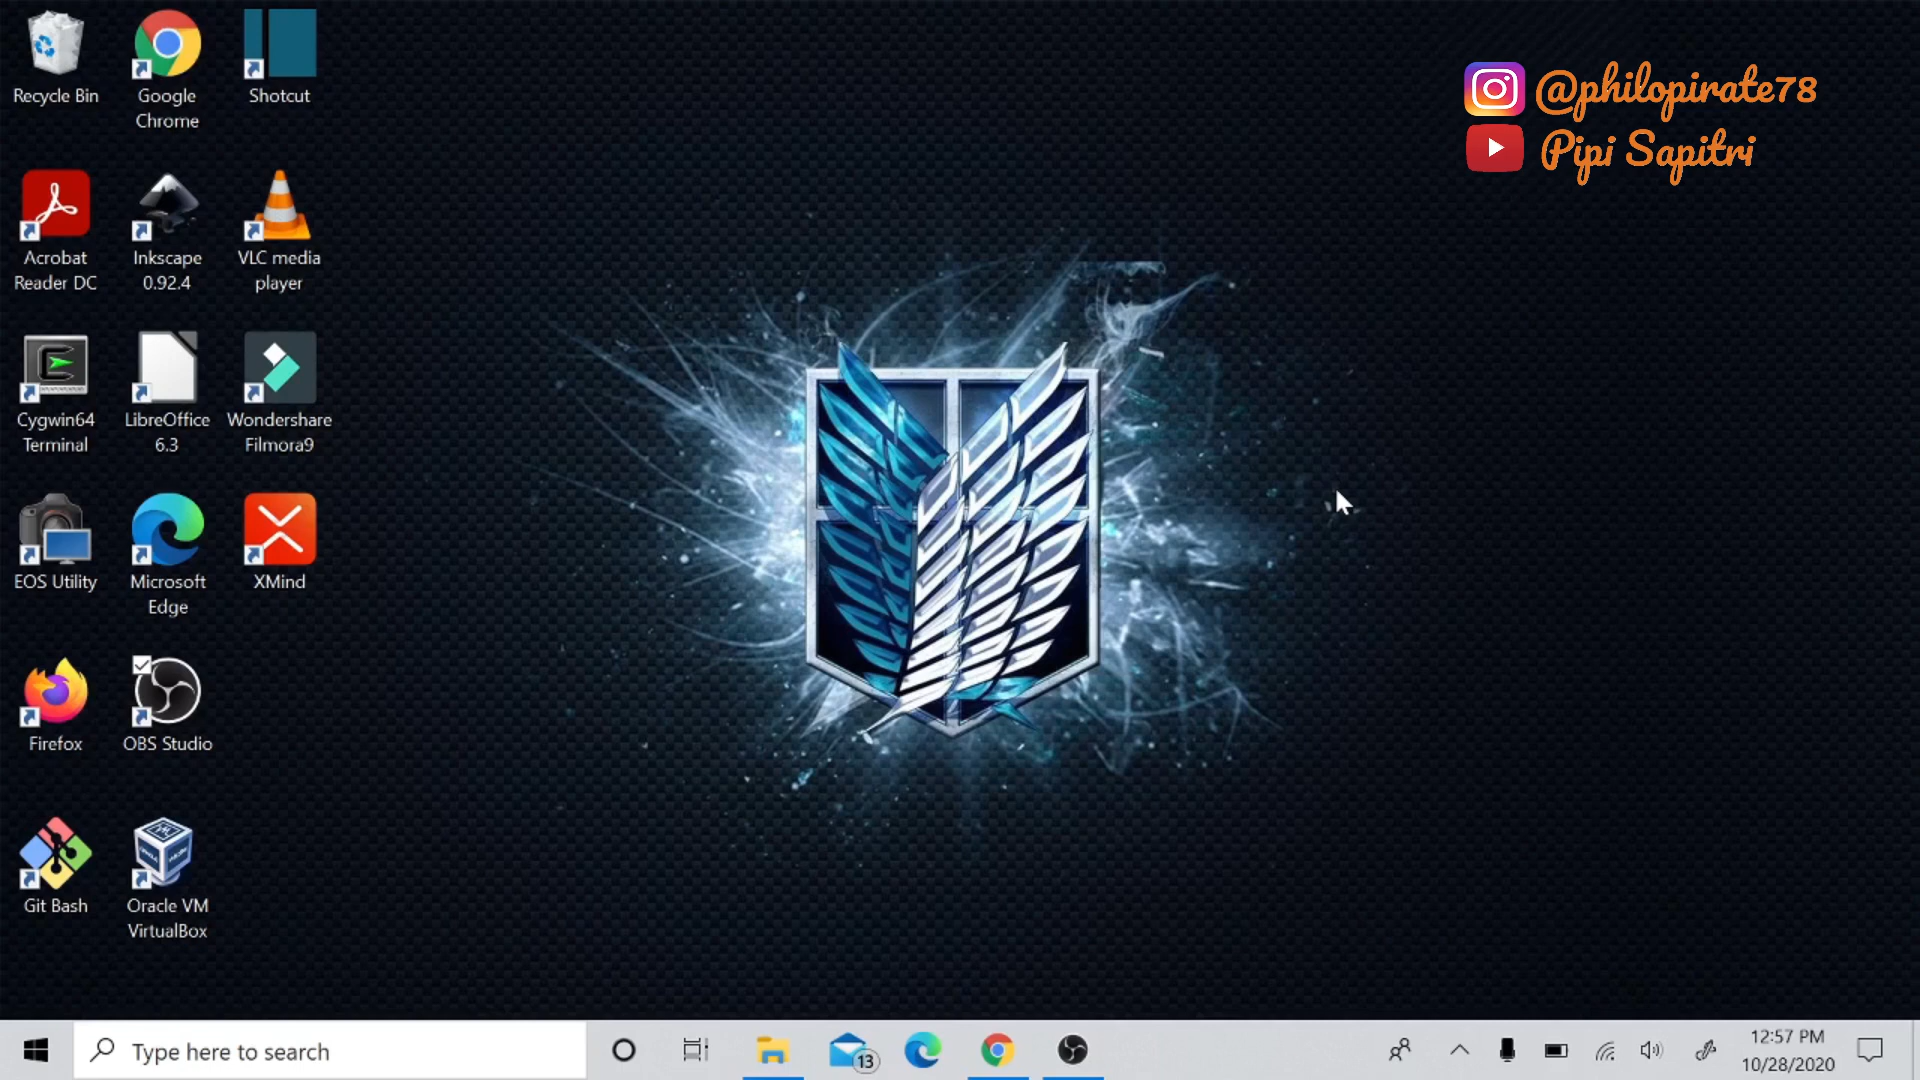 Recycle Bin
Google
Chrome
Shotcut
@philopirate78
Pipi Sapitri
Acrobat
Reader DC
Inkscape
0.92.4
VLC media
player
Cygwin64
Terminal
LibreOffice
6.3
Wondershare
Filmora9
EOS Utility
Microsoft
Edge
XMind
Firefox
OBS Studio
Git Bash
Oracle VM
VirtualBox
Type here to search
13
12:57 PM
10/28/2020